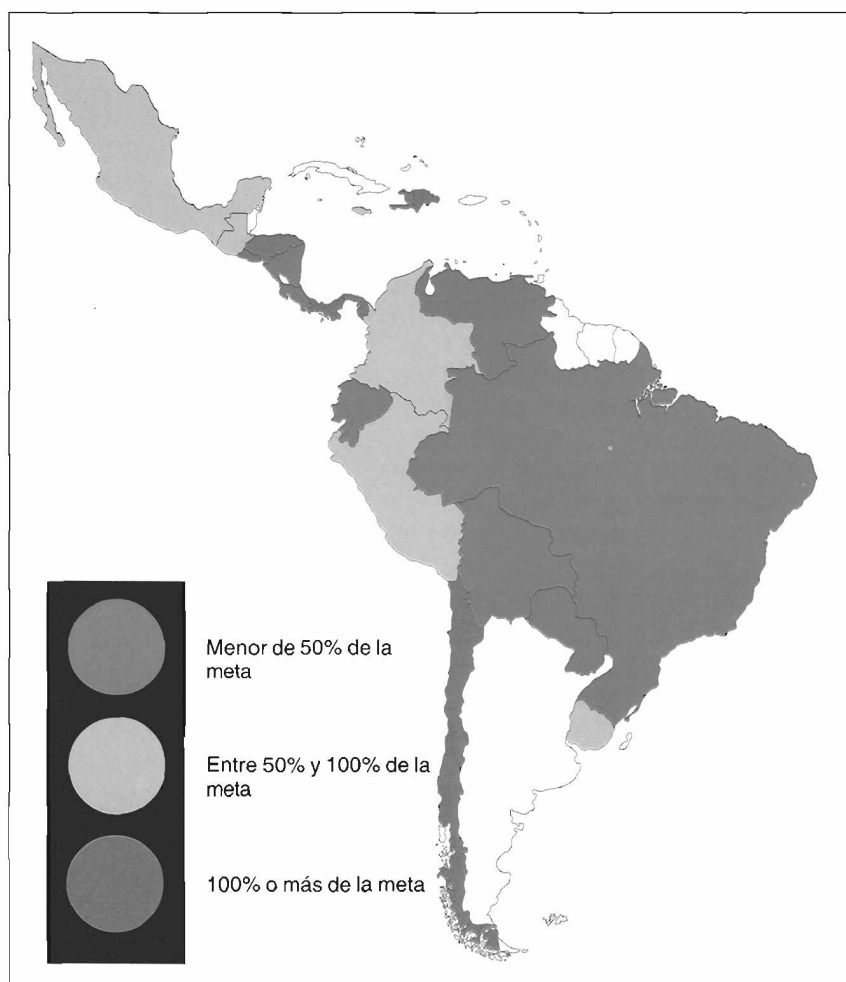 Menor de 50% de la
meta
Entre 50% y 100% de la
meta
100% o más de la meta